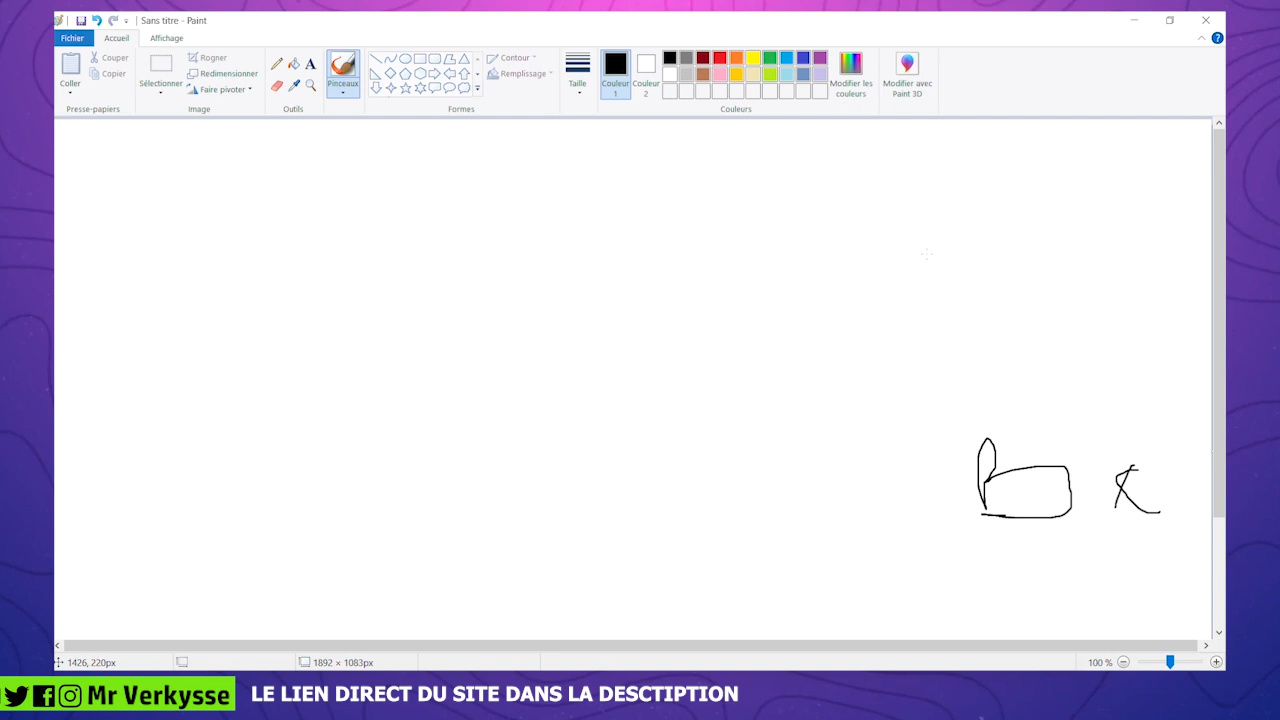 Sans titre - Paint
Fichier Accueil Affichage
Coller
Couper
Copier
Presse-papiers
Sélectionner
Rogner
Redimensionner
Faire pivoter
Image
A
Outils
Pinceaux
Contour
Remplissage
Formes
Taille
Couleur 1
Couleur 2
Couleurs
Modifier les couleurs
Modifier avec Paint 3D
1426, 220px
1892 × 1083px
100 %
Mr Verkysse
LE LIEN DIRECT DU SITE DANS LA DESCTIPTION